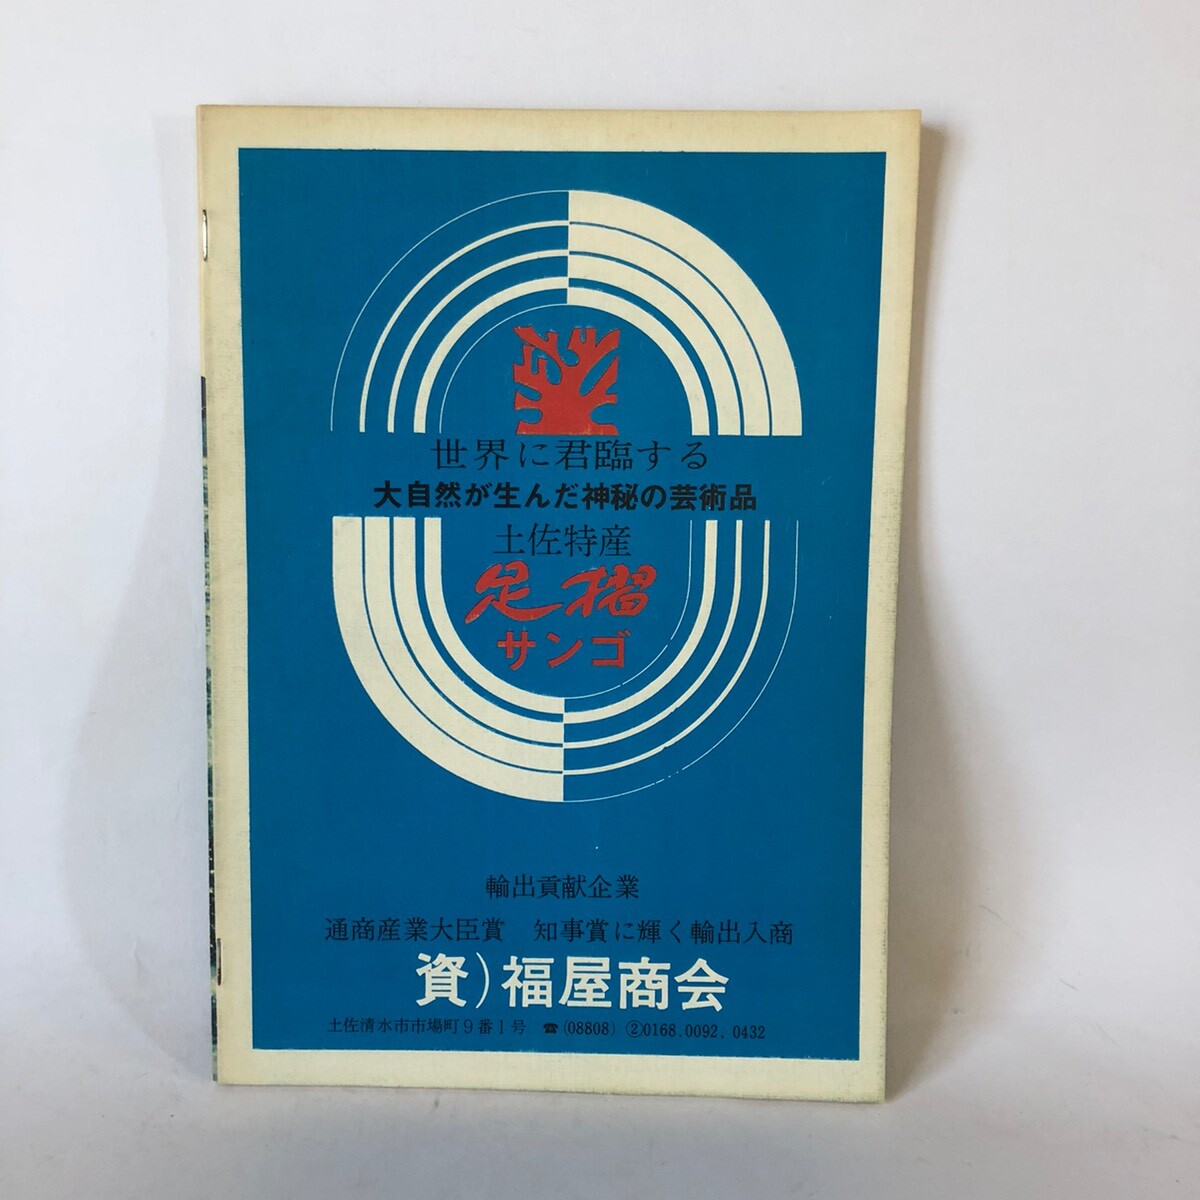 世界に君臨する
大自然が生んだ神秘の芸術品
土佐特産
足摺
サンゴ
輸出貢献企業
通商産業大臣賞　知事賞に輝く輸出入商
資)福屋商会
土佐清水市市場町9番1号 ☎(08808) ②0168.0092.0432